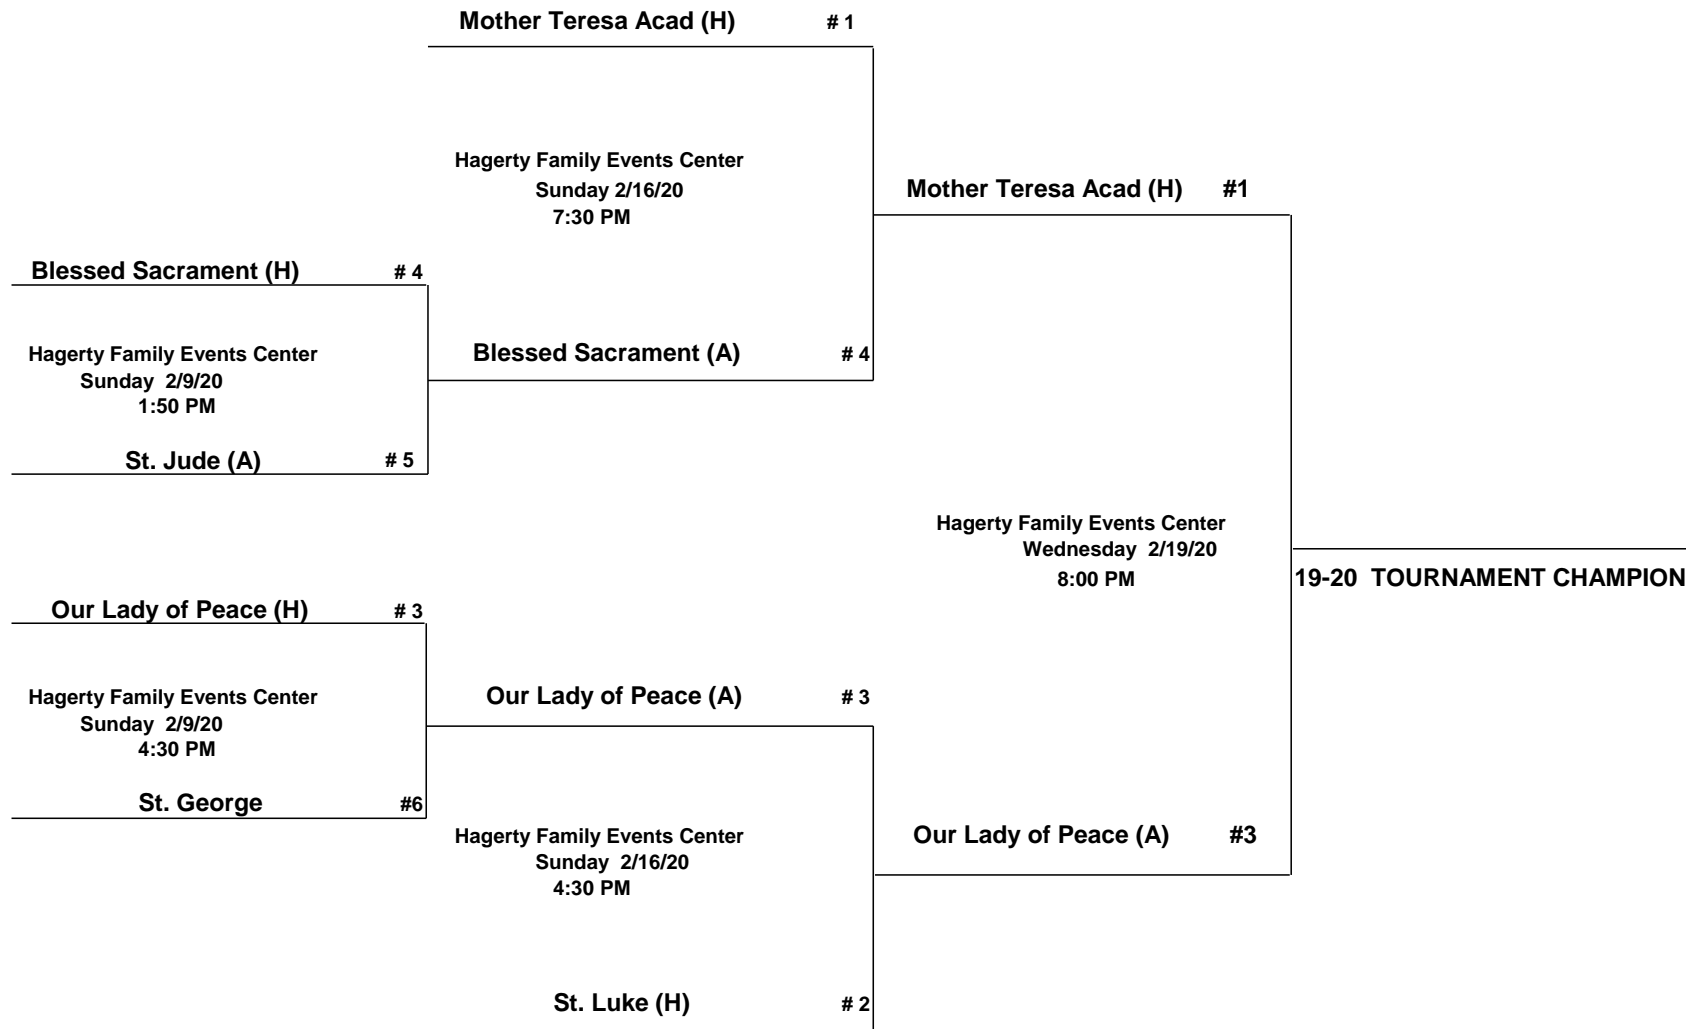 Mother Teresa Acad (H) # 1
Hagerty Family Events Center
Sunday 2/16/20
7:30 PM
Mother Teresa Acad (H) #1
Blessed Sacrament (H) # 4
Hagerty Family Events Center
Sunday 2/9/20
1:50 PM
Blessed Sacrament (A) # 4
St. Jude (A) # 5
Hagerty Family Events Center
Wednesday 2/19/20
8:00 PM
19-20 TOURNAMENT CHAMPION
Our Lady of Peace (H) # 3
Hagerty Family Events Center
Sunday 2/9/20
4:30 PM
Our Lady of Peace (A) # 3
St. George #6
Hagerty Family Events Center
Sunday 2/16/20
4:30 PM
Our Lady of Peace (A) #3
St. Luke (H) # 2